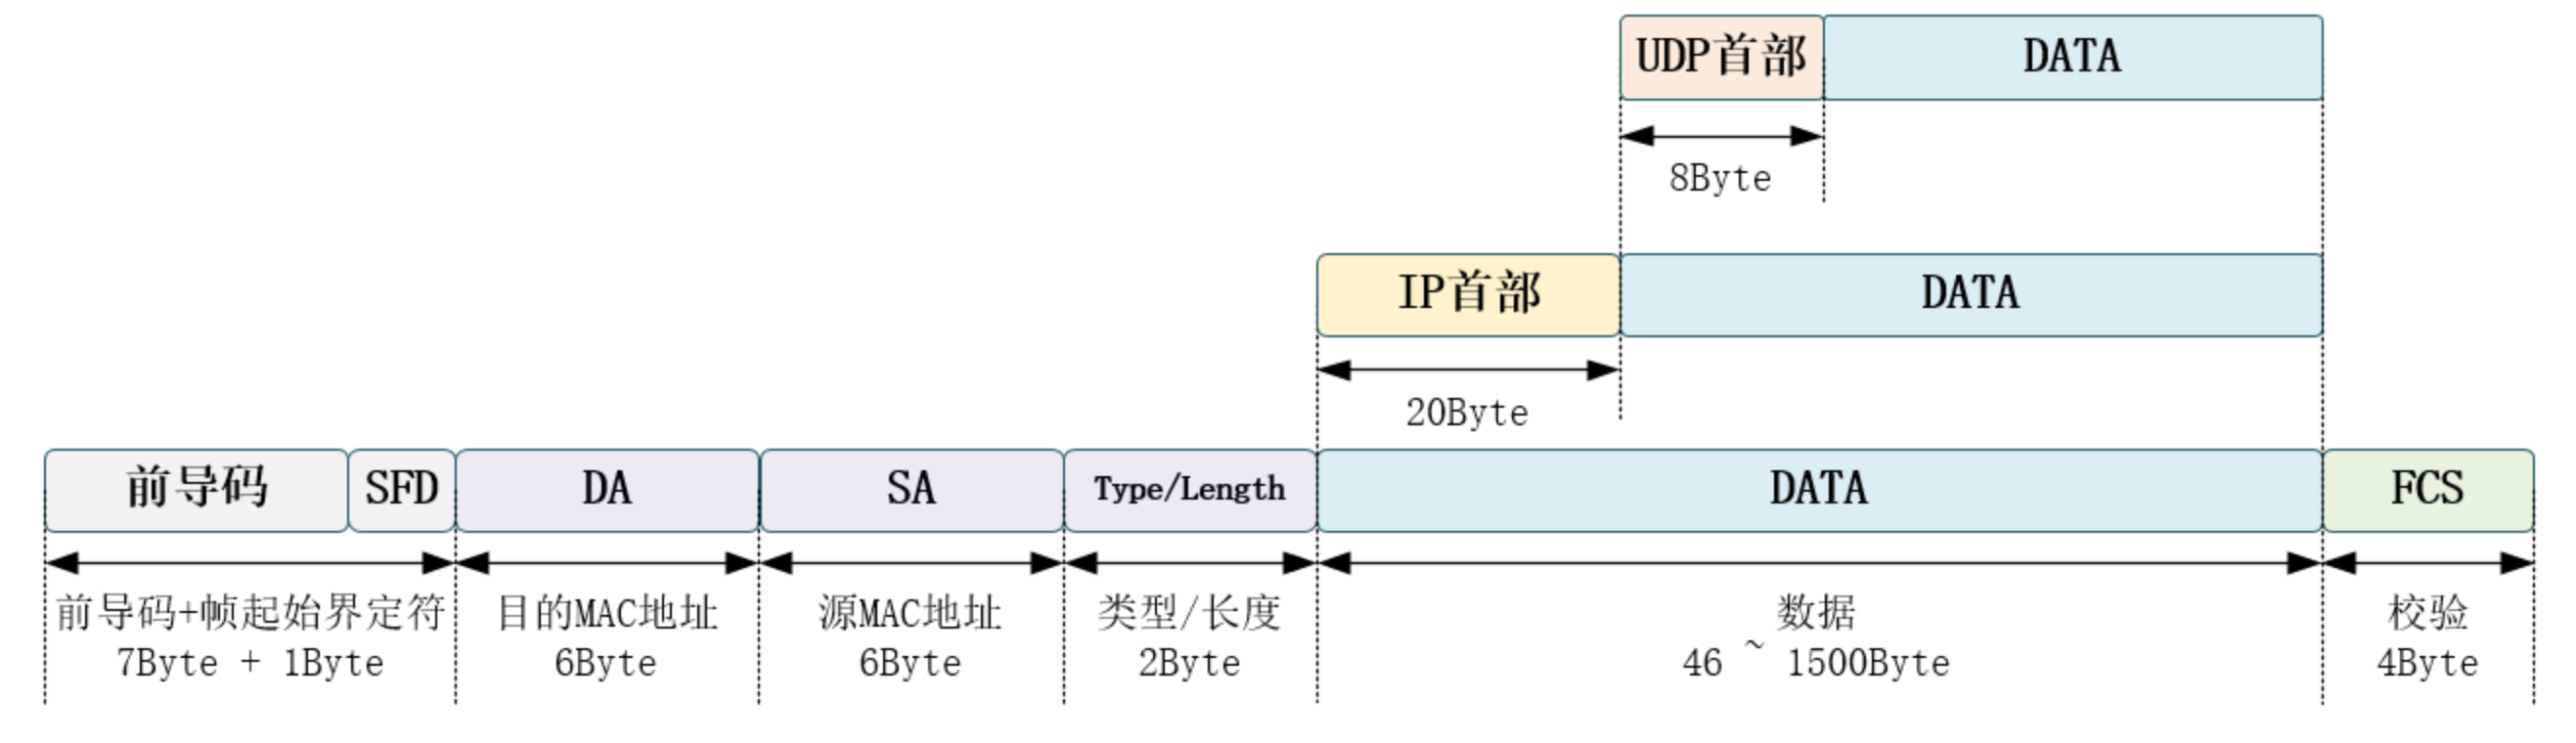 UDP首部 DATA
8Byte
IP首部 DATA
20Byte
前导码 SFD DA SA Type/Length DATA FCS
前导码+帧起始界定符 目的MAC地址 源MAC地址 类型/长度 数据 校验
7Byte + 1Byte 6Byte 6Byte 2Byte 46 ~ 1500Byte 4Byte